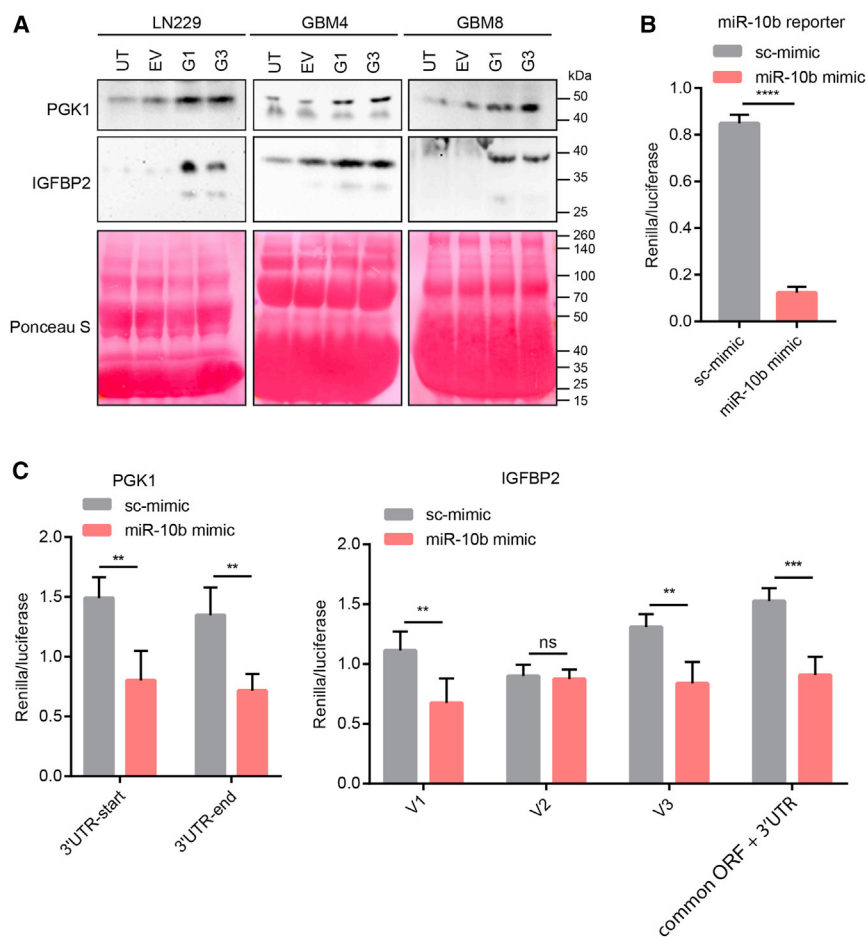 A
LN229 GBM4 GBM8
UT EV G1 G3 UT EV G1 G3 UT EV G1 G3
kDa
PGK1
50
40
IGFBP2
40
35
25
Ponceau S
260
140
100
70
50
40
35
25
15
B
miR-10b reporter
sc-mimic
miR-10b mimic
Renilla/luciferase
1.0
0.8
0.6
0.4
0.2
0.0
****
sc-mimic
miR-10b mimic
C
PGK1
sc-mimic
miR-10b mimic
Renilla/luciferase
2.0
1.5
1.0
0.5
0.0
**
**
3'UTR-start
3'UTR-end
IGFBP2
sc-mimic
miR-10b mimic
Renilla/luciferase
2.0
1.5
1.0
0.5
0.0
**
ns
**
***
V1
V2
V3
common ORF + 3'UTR